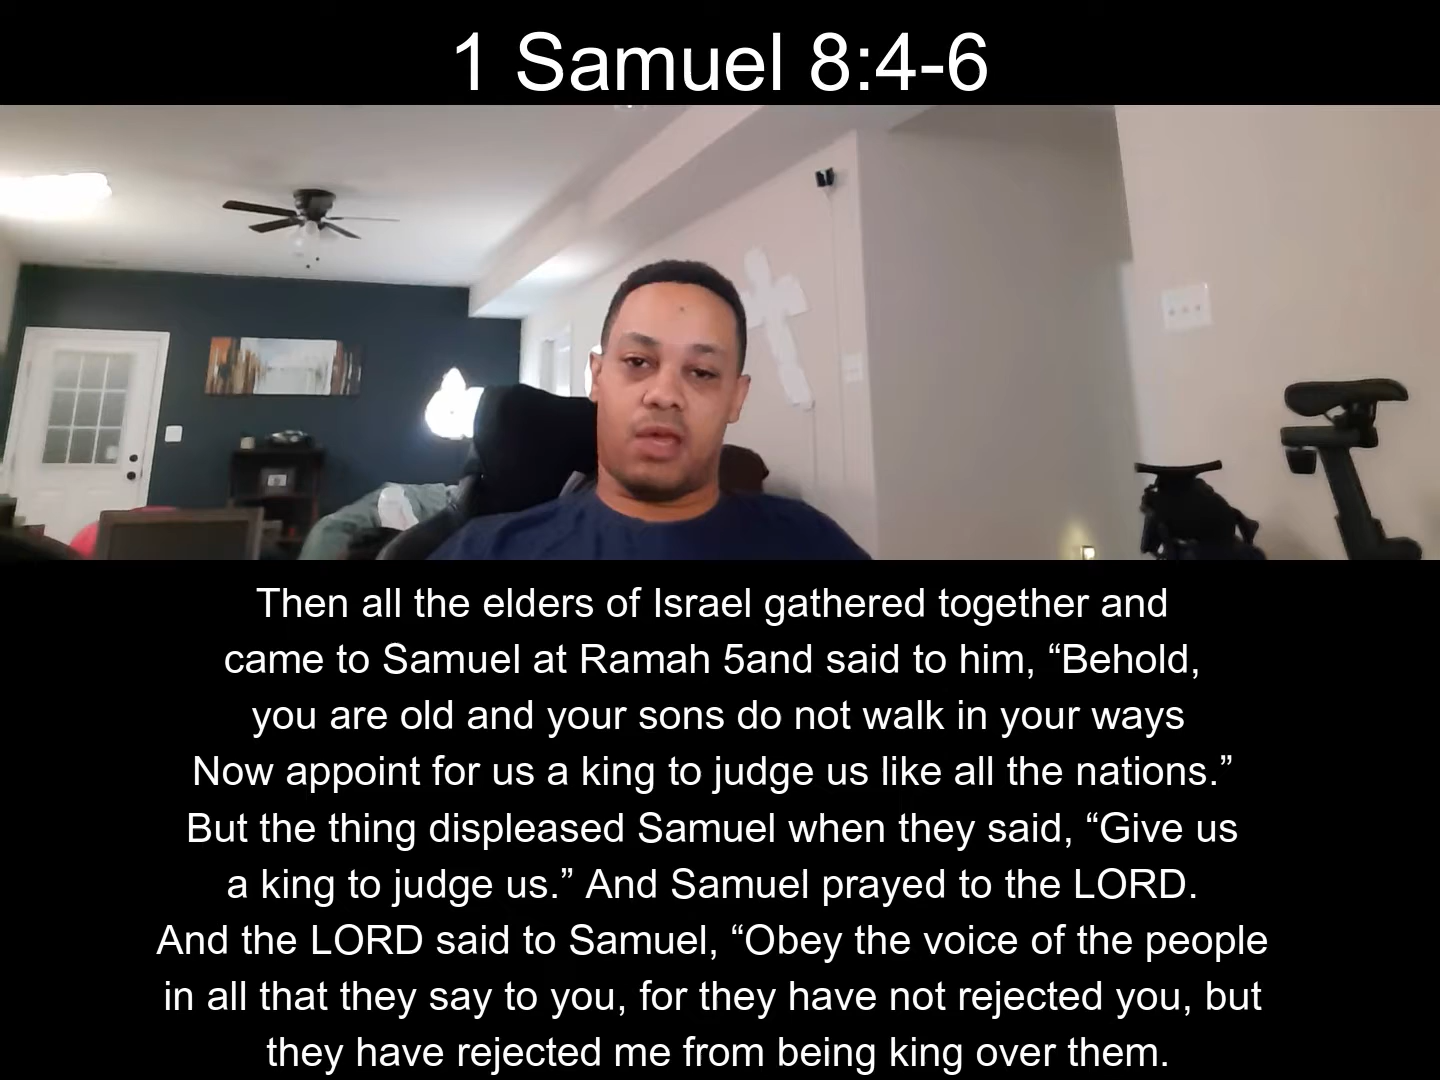 1 Samuel 8:4-6
Then all the elders of Israel gathered together and
came to Samuel at Ramah 5and said to him, “Behold,
you are old and your sons do not walk in your ways
Now appoint for us a king to judge us like all the nations.”
But the thing displeased Samuel when they said, “Give us
a king to judge us.” And Samuel prayed to the LORD.
And the LORD said to Samuel, “Obey the voice of the people
in all that they say to you, for they have not rejected you, but
they have rejected me from being king over them.